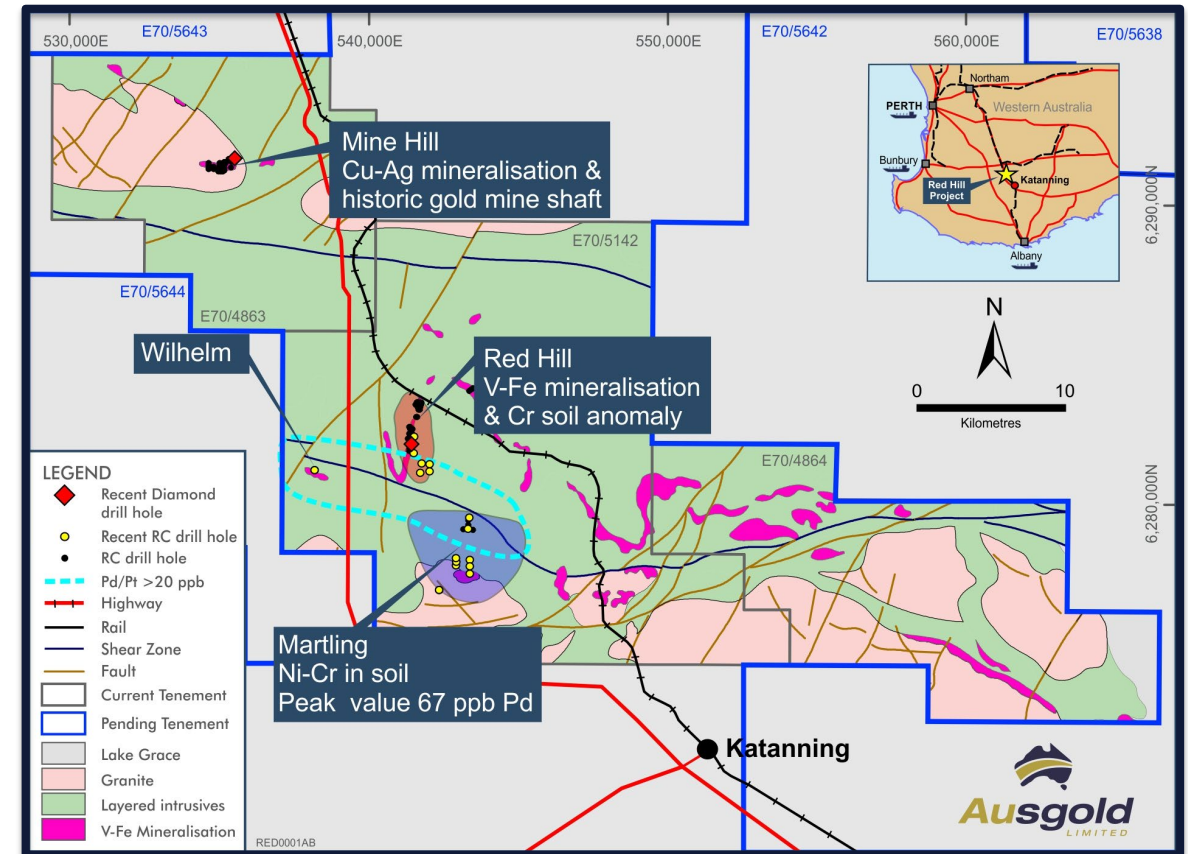 E70/5643
530,000E
540,000E
550,000E
E70/5642
560,000E
E70/5638
Northam
PERTH
Western Australia
Bunbury
Red Hill
Project
Katanning
Albany
6,290,000N
Mine Hill
Cu-Ag mineralisation &
historic gold mine shaft
E70/5142
E70/5644
E70/4863
Wilhelm
Red Hill
V-Fe mineralisation
& Cr soil anomaly
N
0 10
Kilometres
E70/4864
6,280,000N
Martling
Ni-Cr in soil
Peak value 67 ppb Pd
Katanning
LEGEND
Recent Diamond
drill hole
Recent RC drill hole
RC drill hole
Pd/Pt >20 ppb
Highway
Rail
Shear Zone
Fault
Current Tenement
Pending Tenement
Lake Grace
Granite
Layered intrusives
V-Fe Mineralisation
RED0001AB
Ausgold
LIMITED